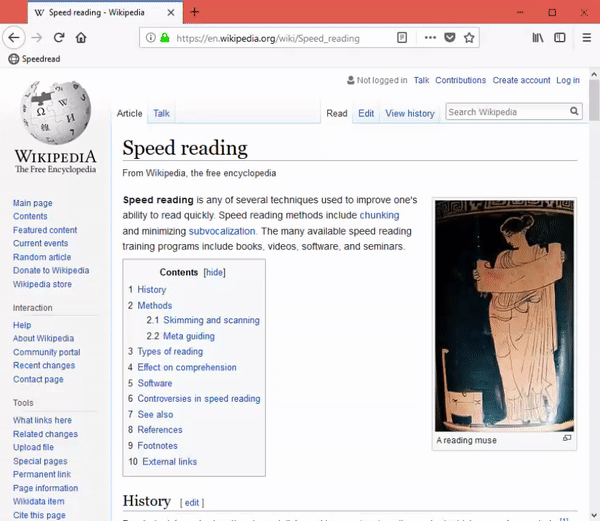 Speed reading - Wikipedia
https://en.wikipedia.org/wiki/Speed_reading
Speedread
Not logged in Talk Contributions Create account Log in
Article Talk Read Edit View history Search Wikipedia
WIKIPEDIA
The Free Encyclopedia
Main page
Contents
Featured content
Current events
Random article
Donate to Wikipedia
Wikipedia store
Interaction
Help
About Wikipedia
Community portal
Recent changes
Contact page
Tools
What links here
Related changes
Upload file
Special pages
Permanent link
Page information
Wikidata item
Cite this page
Speed reading
From Wikipedia, the free encyclopedia
Speed reading is any of several techniques used to improve one's
ability to read quickly. Speed reading methods include chunking
and minimizing subvocalization. The many available speed reading
training programs include books, videos, software, and seminars.
Contents [hide]
1 History
2 Methods
2.1 Skimming and scanning
2.2 Meta guiding
3 Types of reading
4 Effect on comprehension
5 Software
6 Controversies in speed reading
7 See also
8 References
9 Footnotes
10 External links
A reading muse
History [ edit ]